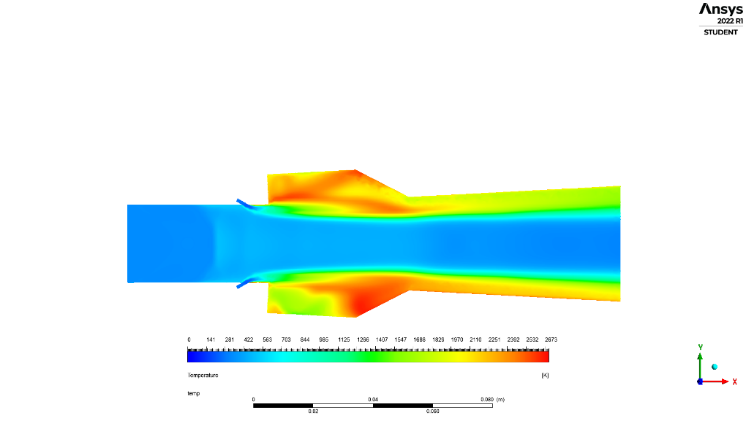 Ansys
2022 R1
STUDENT
0 141 281 422 563 703 844 985 1125 1266 1407 1547 1688 1829 1970 2110 2251 2392 2532 2673
Temperature [K]
temp
0 0.04 0.080 (m)
0.02 0.060
Y
X